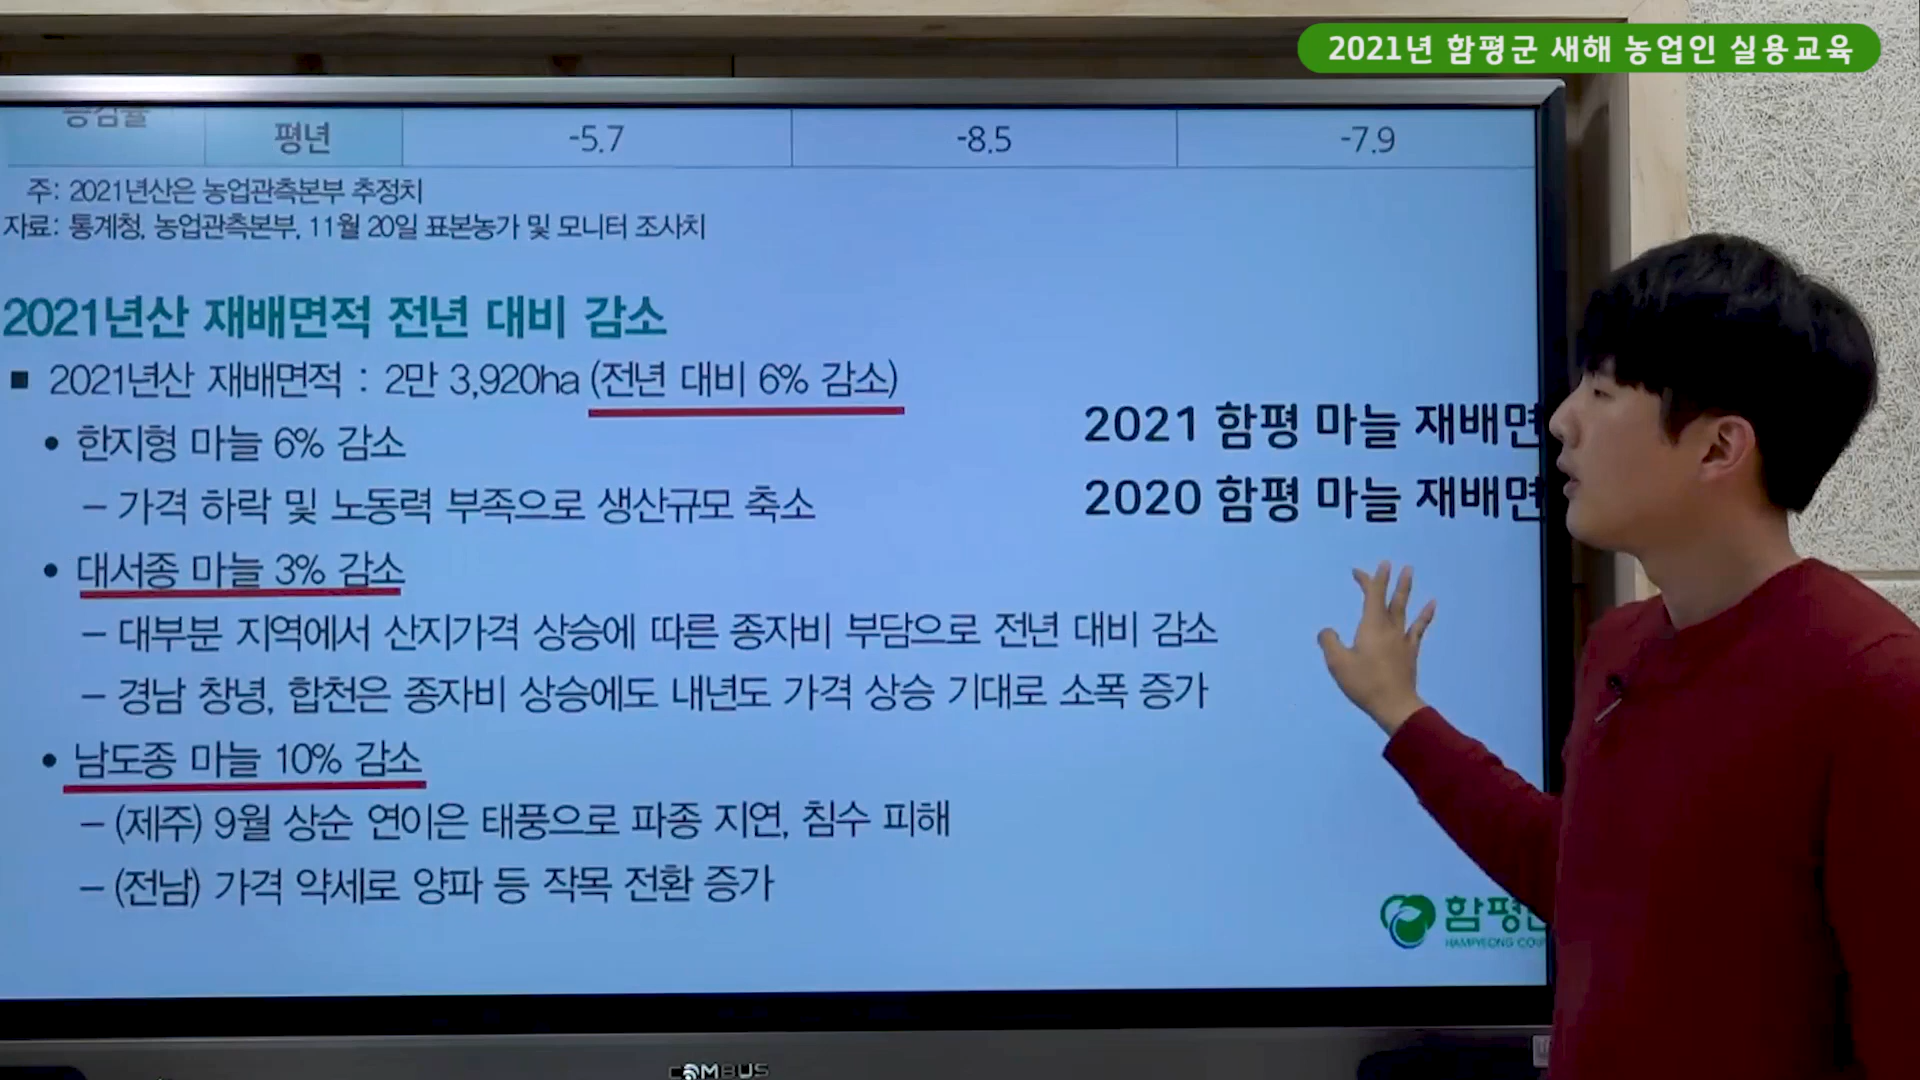 2021년 함평군 새해 농업인 실용교육
증감율
평년 -5.7 -8.5 -7.9
주: 2021년산은 농업관측본부 추정치
자료: 통계청, 농업관측본부, 11월 20일 표본농가 및 모니터 조사치
2021년산 재배면적 전년 대비 감소
■ 2021년산 재배면적 : 2만 3,920ha (전년 대비 6% 감소)
• 한지형 마늘 6% 감소
– 가격 하락 및 노동력 부족으로 생산규모 축소
• 대서종 마늘 3% 감소
– 대부분 지역에서 산지가격 상승에 따른 종자비 부담으로 전년 대비 감소
– 경남 창녕, 합천은 종자비 상승에도 내년도 가격 상승 기대로 소폭 증가
• 남도종 마늘 10% 감소
– (제주) 9월 상순 연이은 태풍으로 파종 지연, 침수 피해
– (전남) 가격 약세로 양파 등 작목 전환 증가
2021 함평 마늘 재배면
2020 함평 마늘 재배면
함평
HAMPYEONG
COMBUS